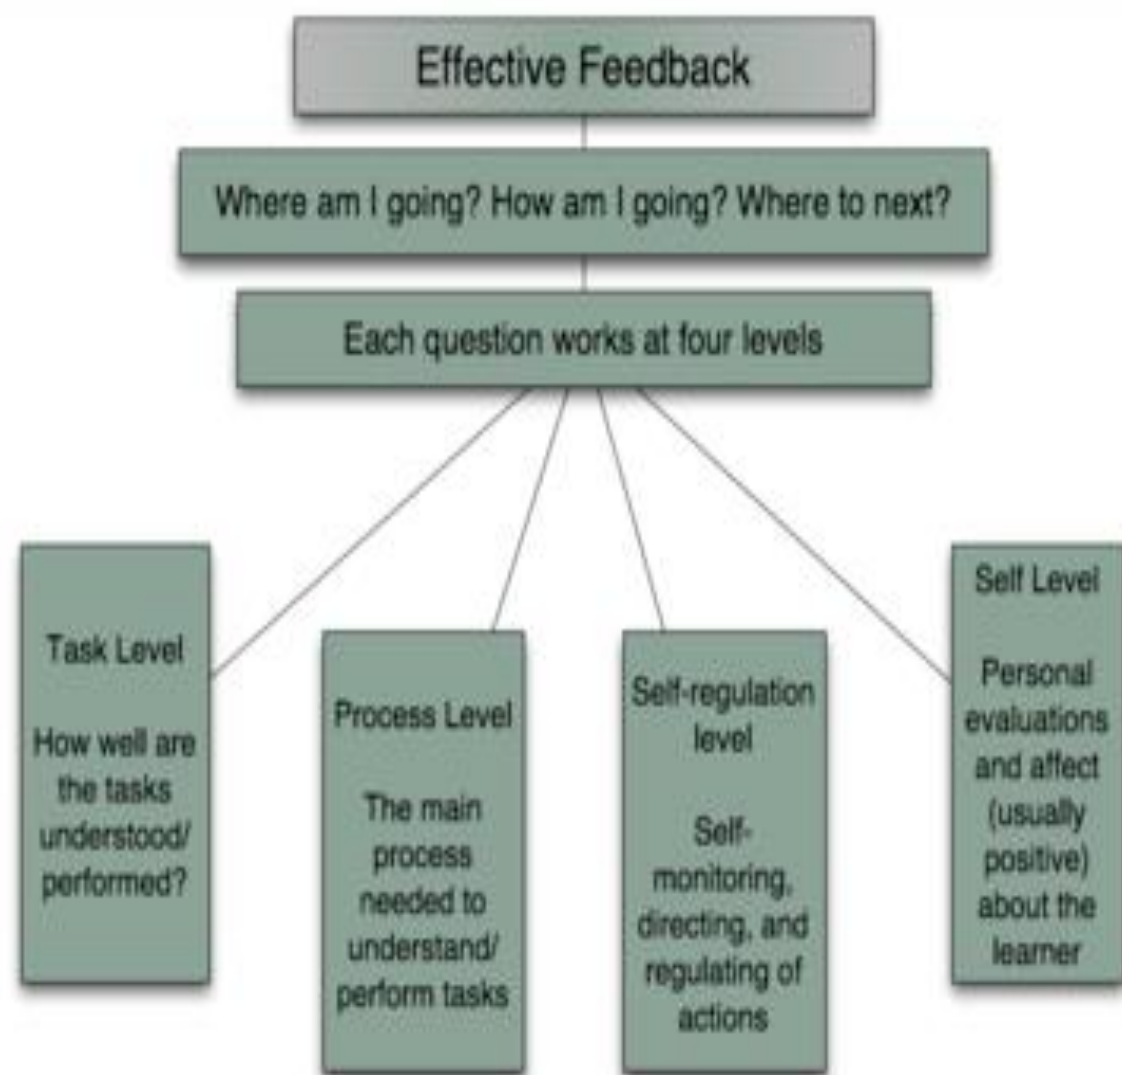 Effective Feedback
Where am I going? How am I going? Where to next?
Each question works at four levels
Task Level
How well are
the tasks
understood/
performed?
Process Level
The main
process
needed to
understand/
perform tasks
Self-regulation
level
Self-
monitoring,
directing, and
regulating of
actions
Self Level
Personal
evaluations
and affect
(usually
positive)
about the
learner